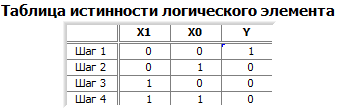 Таблица истинности логического элемента
X1 X0 Y
Шаг 1 0 0 1
Шаг 2 0 1 0
Шаг 3 1 0 0
Шаг 4 1 1 0